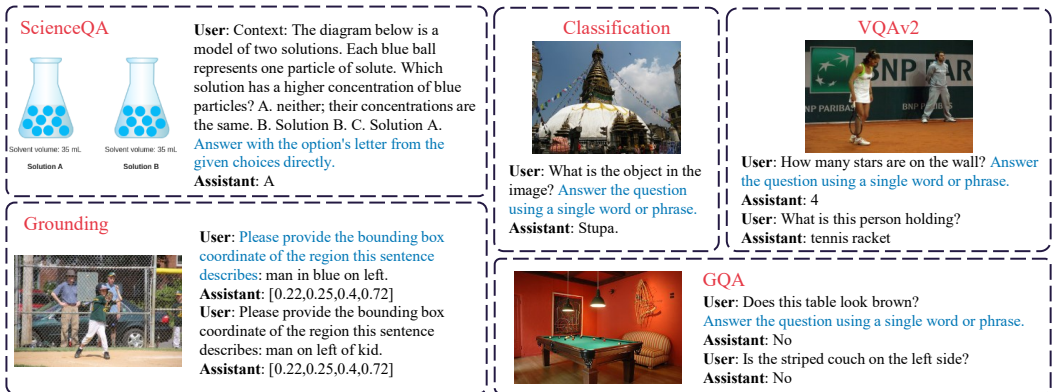 ScienceQA
User: Context: The diagram below is a
model of two solutions. Each blue ball
represents one particle of solute. Which
solution has a higher concentration of blue
particles? A. neither; their concentrations are
the same. B. Solution B. C. Solution A.
Answer with the option's letter from the
given choices directly.
Assistant: A
Solvent volume: 35 mL
Solvent volume: 35 mL
Solution A
Solution B
Classification
User: What is the object in the
image? Answer the question
using a single word or phrase.
Assistant: Stupa.
VQAv2
BNP PAR
BNP PARIBAS
BNP PARIBAS
User: How many stars are on the wall? Answer
the question using a single word or phrase.
Assistant: 4
User: What is this person holding?
Assistant: tennis racket
Grounding
User: Please provide the bounding box
coordinate of the region this sentence
describes: man in blue on left.
Assistant: [0.22,0.25,0.4,0.72]
User: Please provide the bounding box
coordinate of the region this sentence
describes: man on left of kid.
Assistant: [0.22,0.25,0.4,0.72]
GQA
User: Does this table look brown?
Answer the question using a single word or phrase.
Assistant: No
User: Is the striped couch on the left side?
Assistant: No